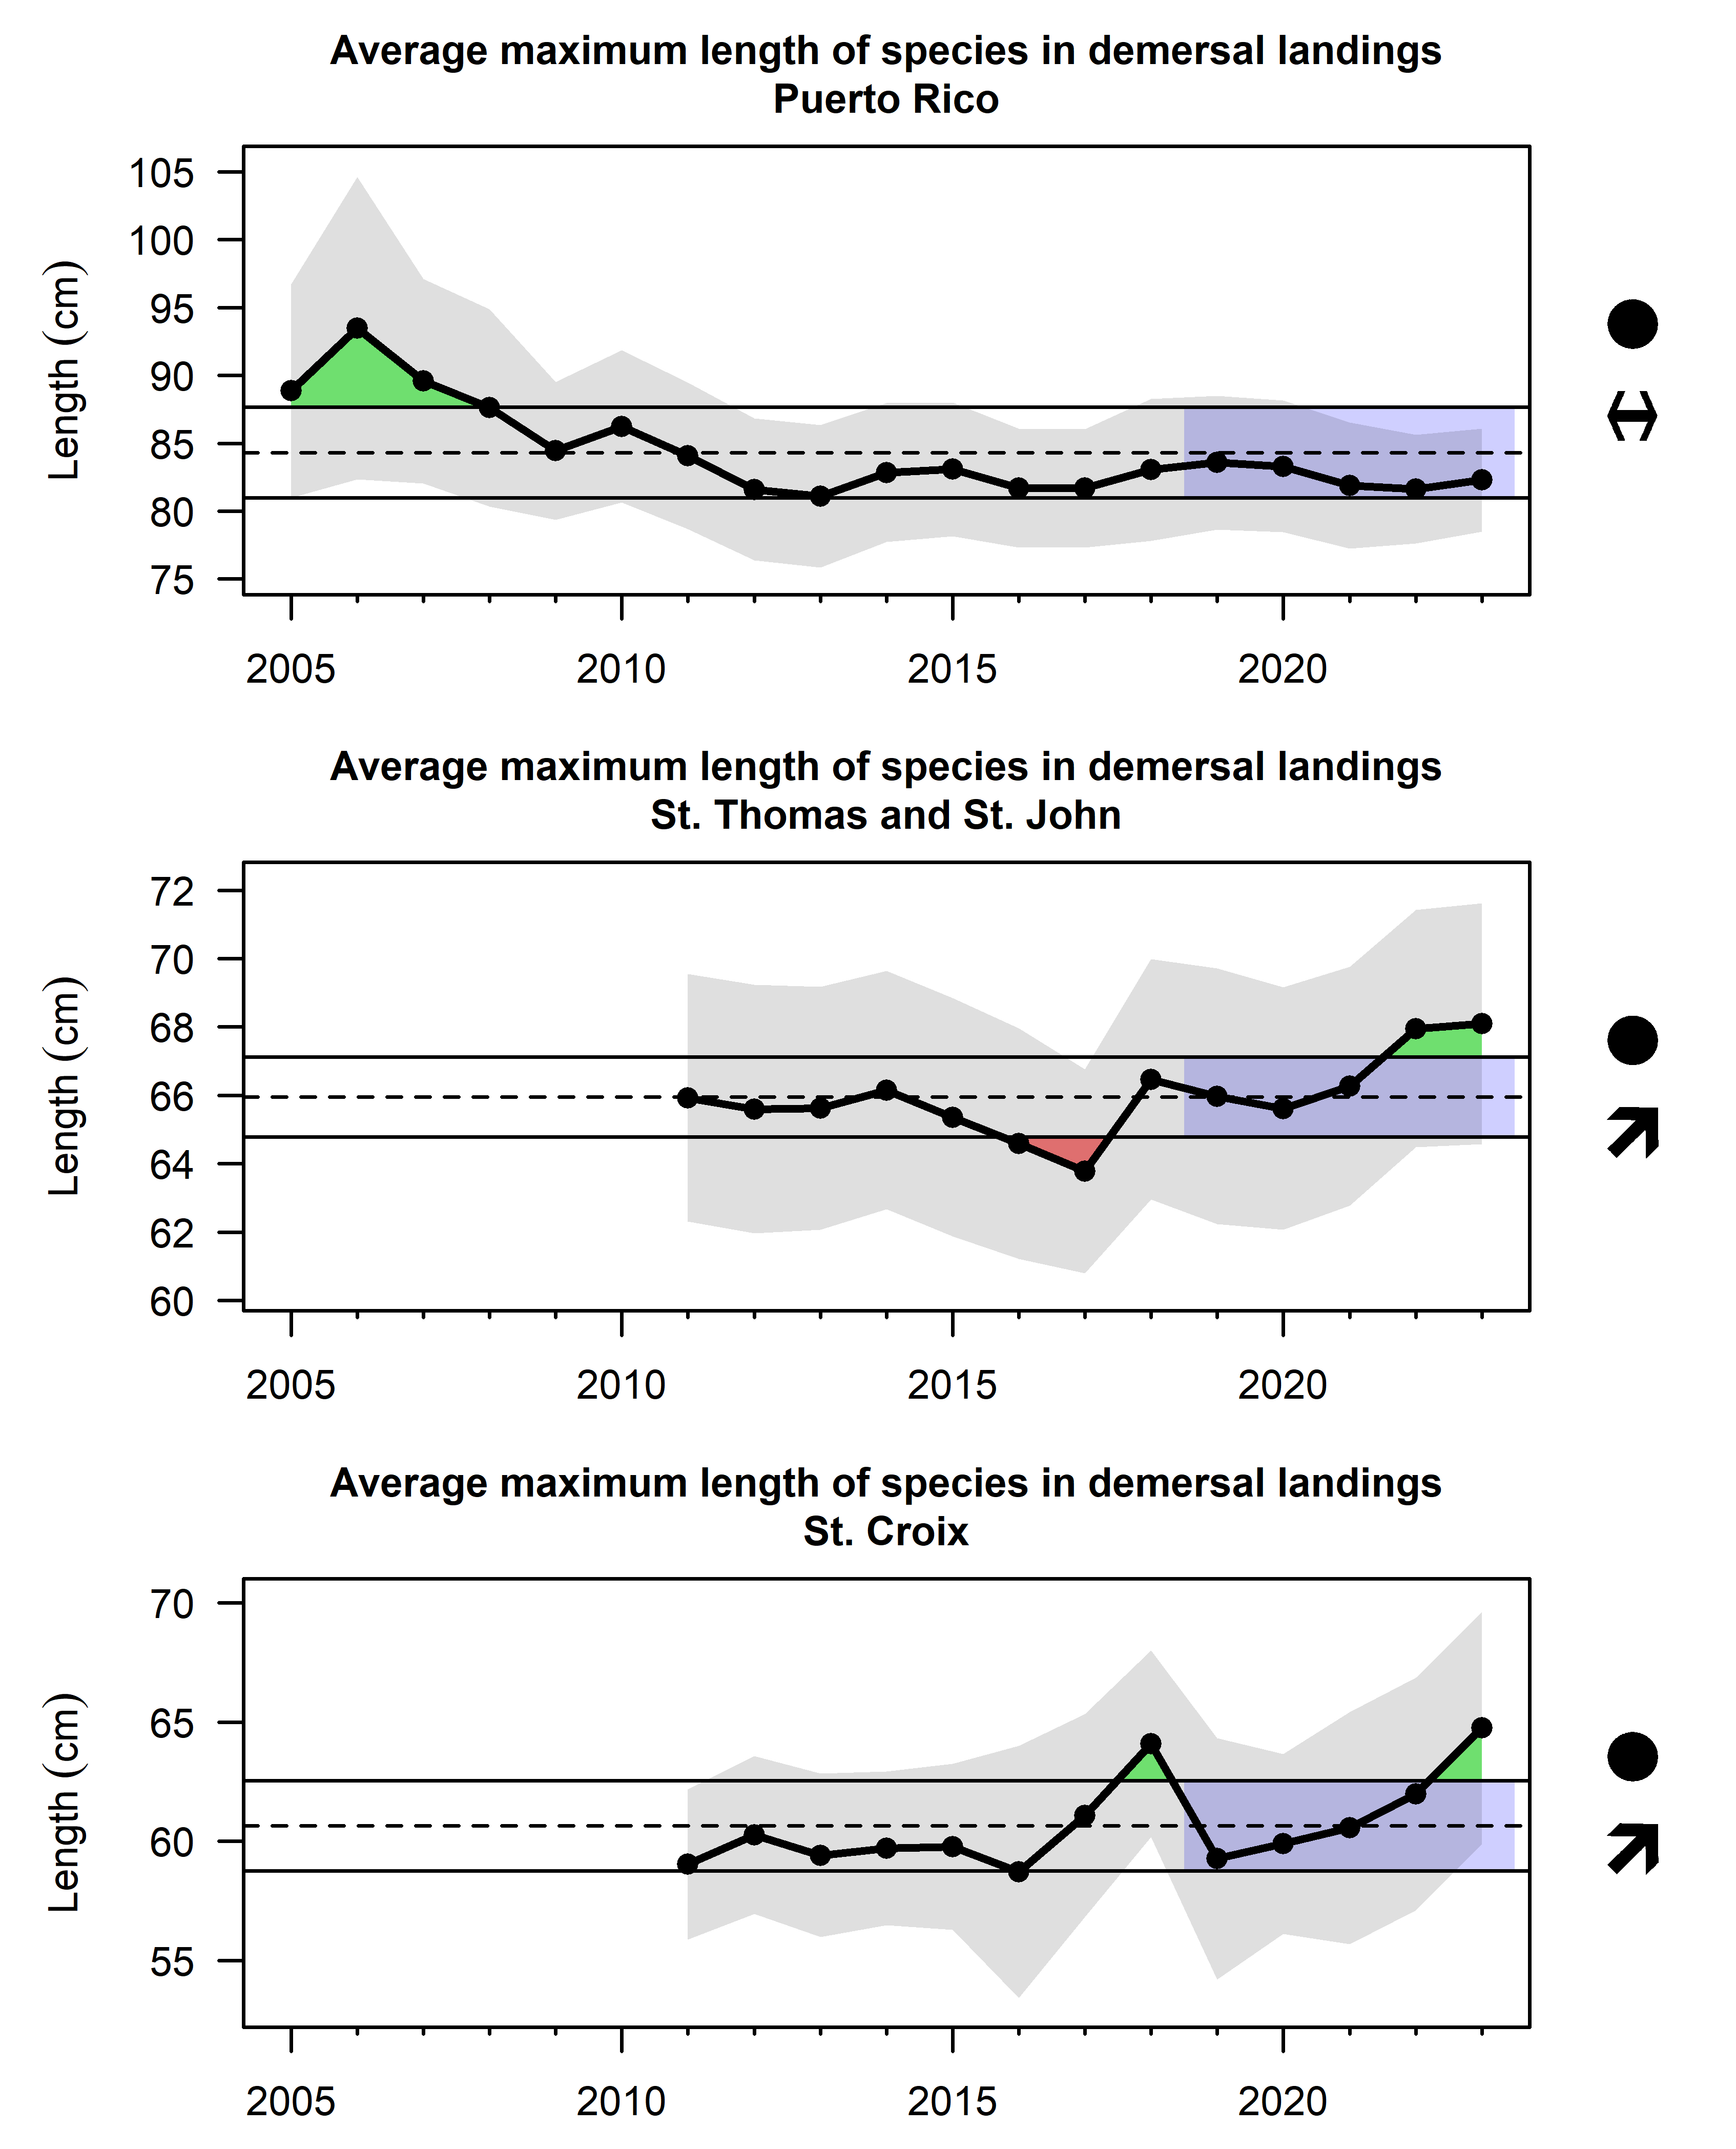 Average maximum length of species in demersal landings
Puerto Rico
Length (cm)
105
100
95
90
85
80
75
2005 2010 2015 2020
Average maximum length of species in demersal landings
St. Thomas and St. John
Length (cm)
72
70
68
66
64
62
60
2005 2010 2015 2020
Average maximum length of species in demersal landings
St. Croix
Length (cm)
70
65
60
55
2005 2010 2015 2020